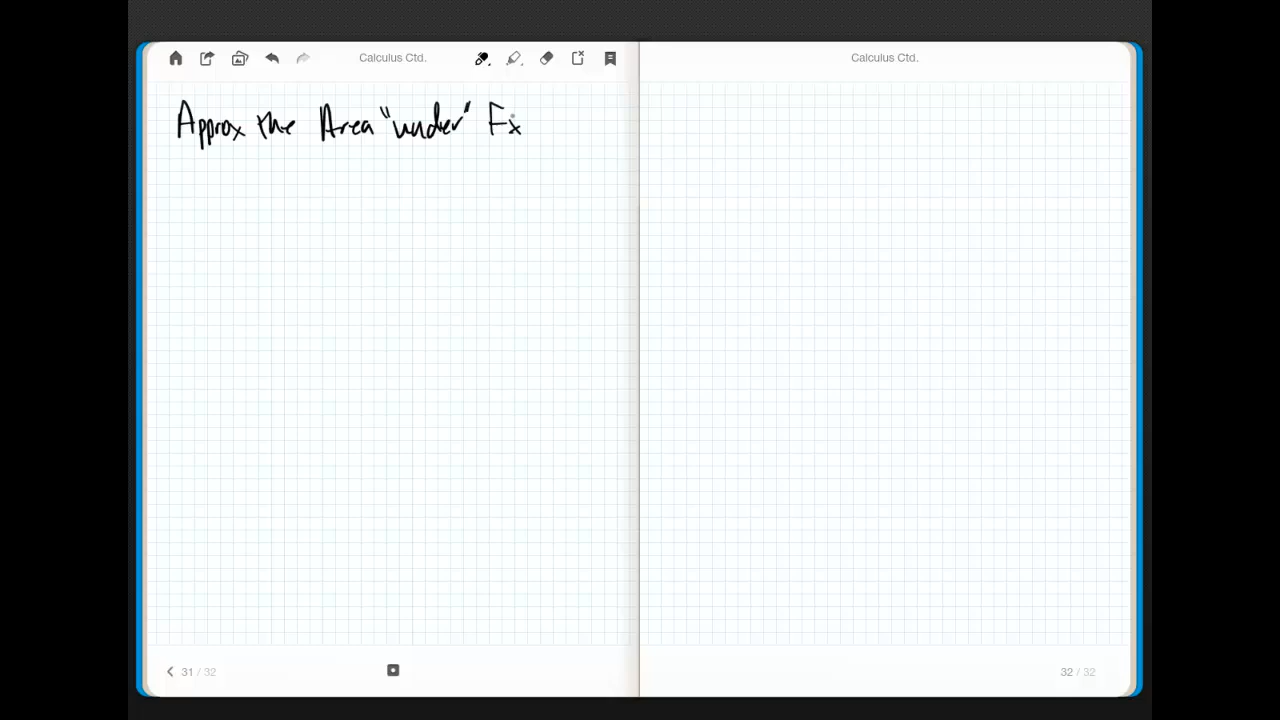 Calculus Ctd.
Calculus Ctd.
Approx the Area "under" Fx
31 / 32
32 / 32